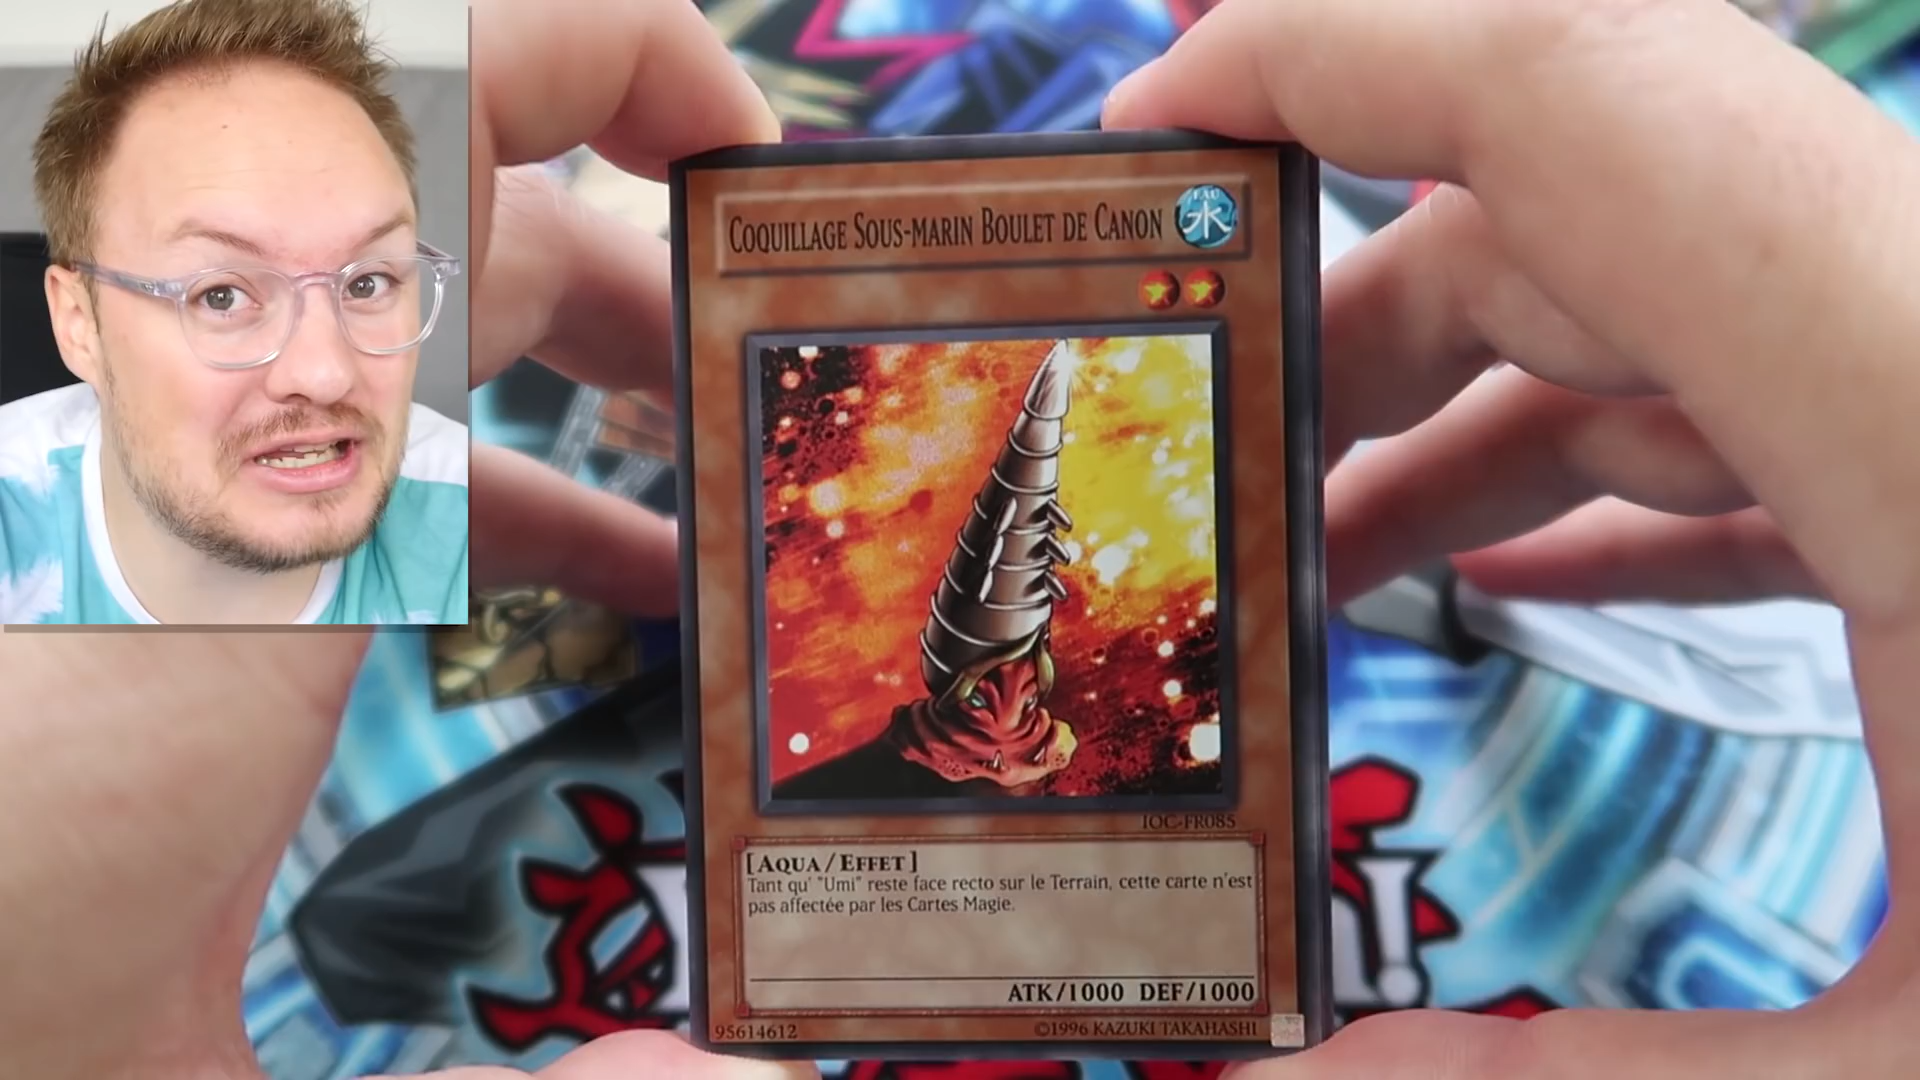 COQUILLAGE SOUS-MARIN BOULET DE CANON
EAU
水
IOC-FR085
[AQUA/EFFET]
Tant qu' "Umi" reste face recto sur le Terrain, cette carte n'est
pas affectée par les Cartes Magie.
ATK/1000 DEF/1000
95614612
©1996 KAZUKI TAKAHASHI